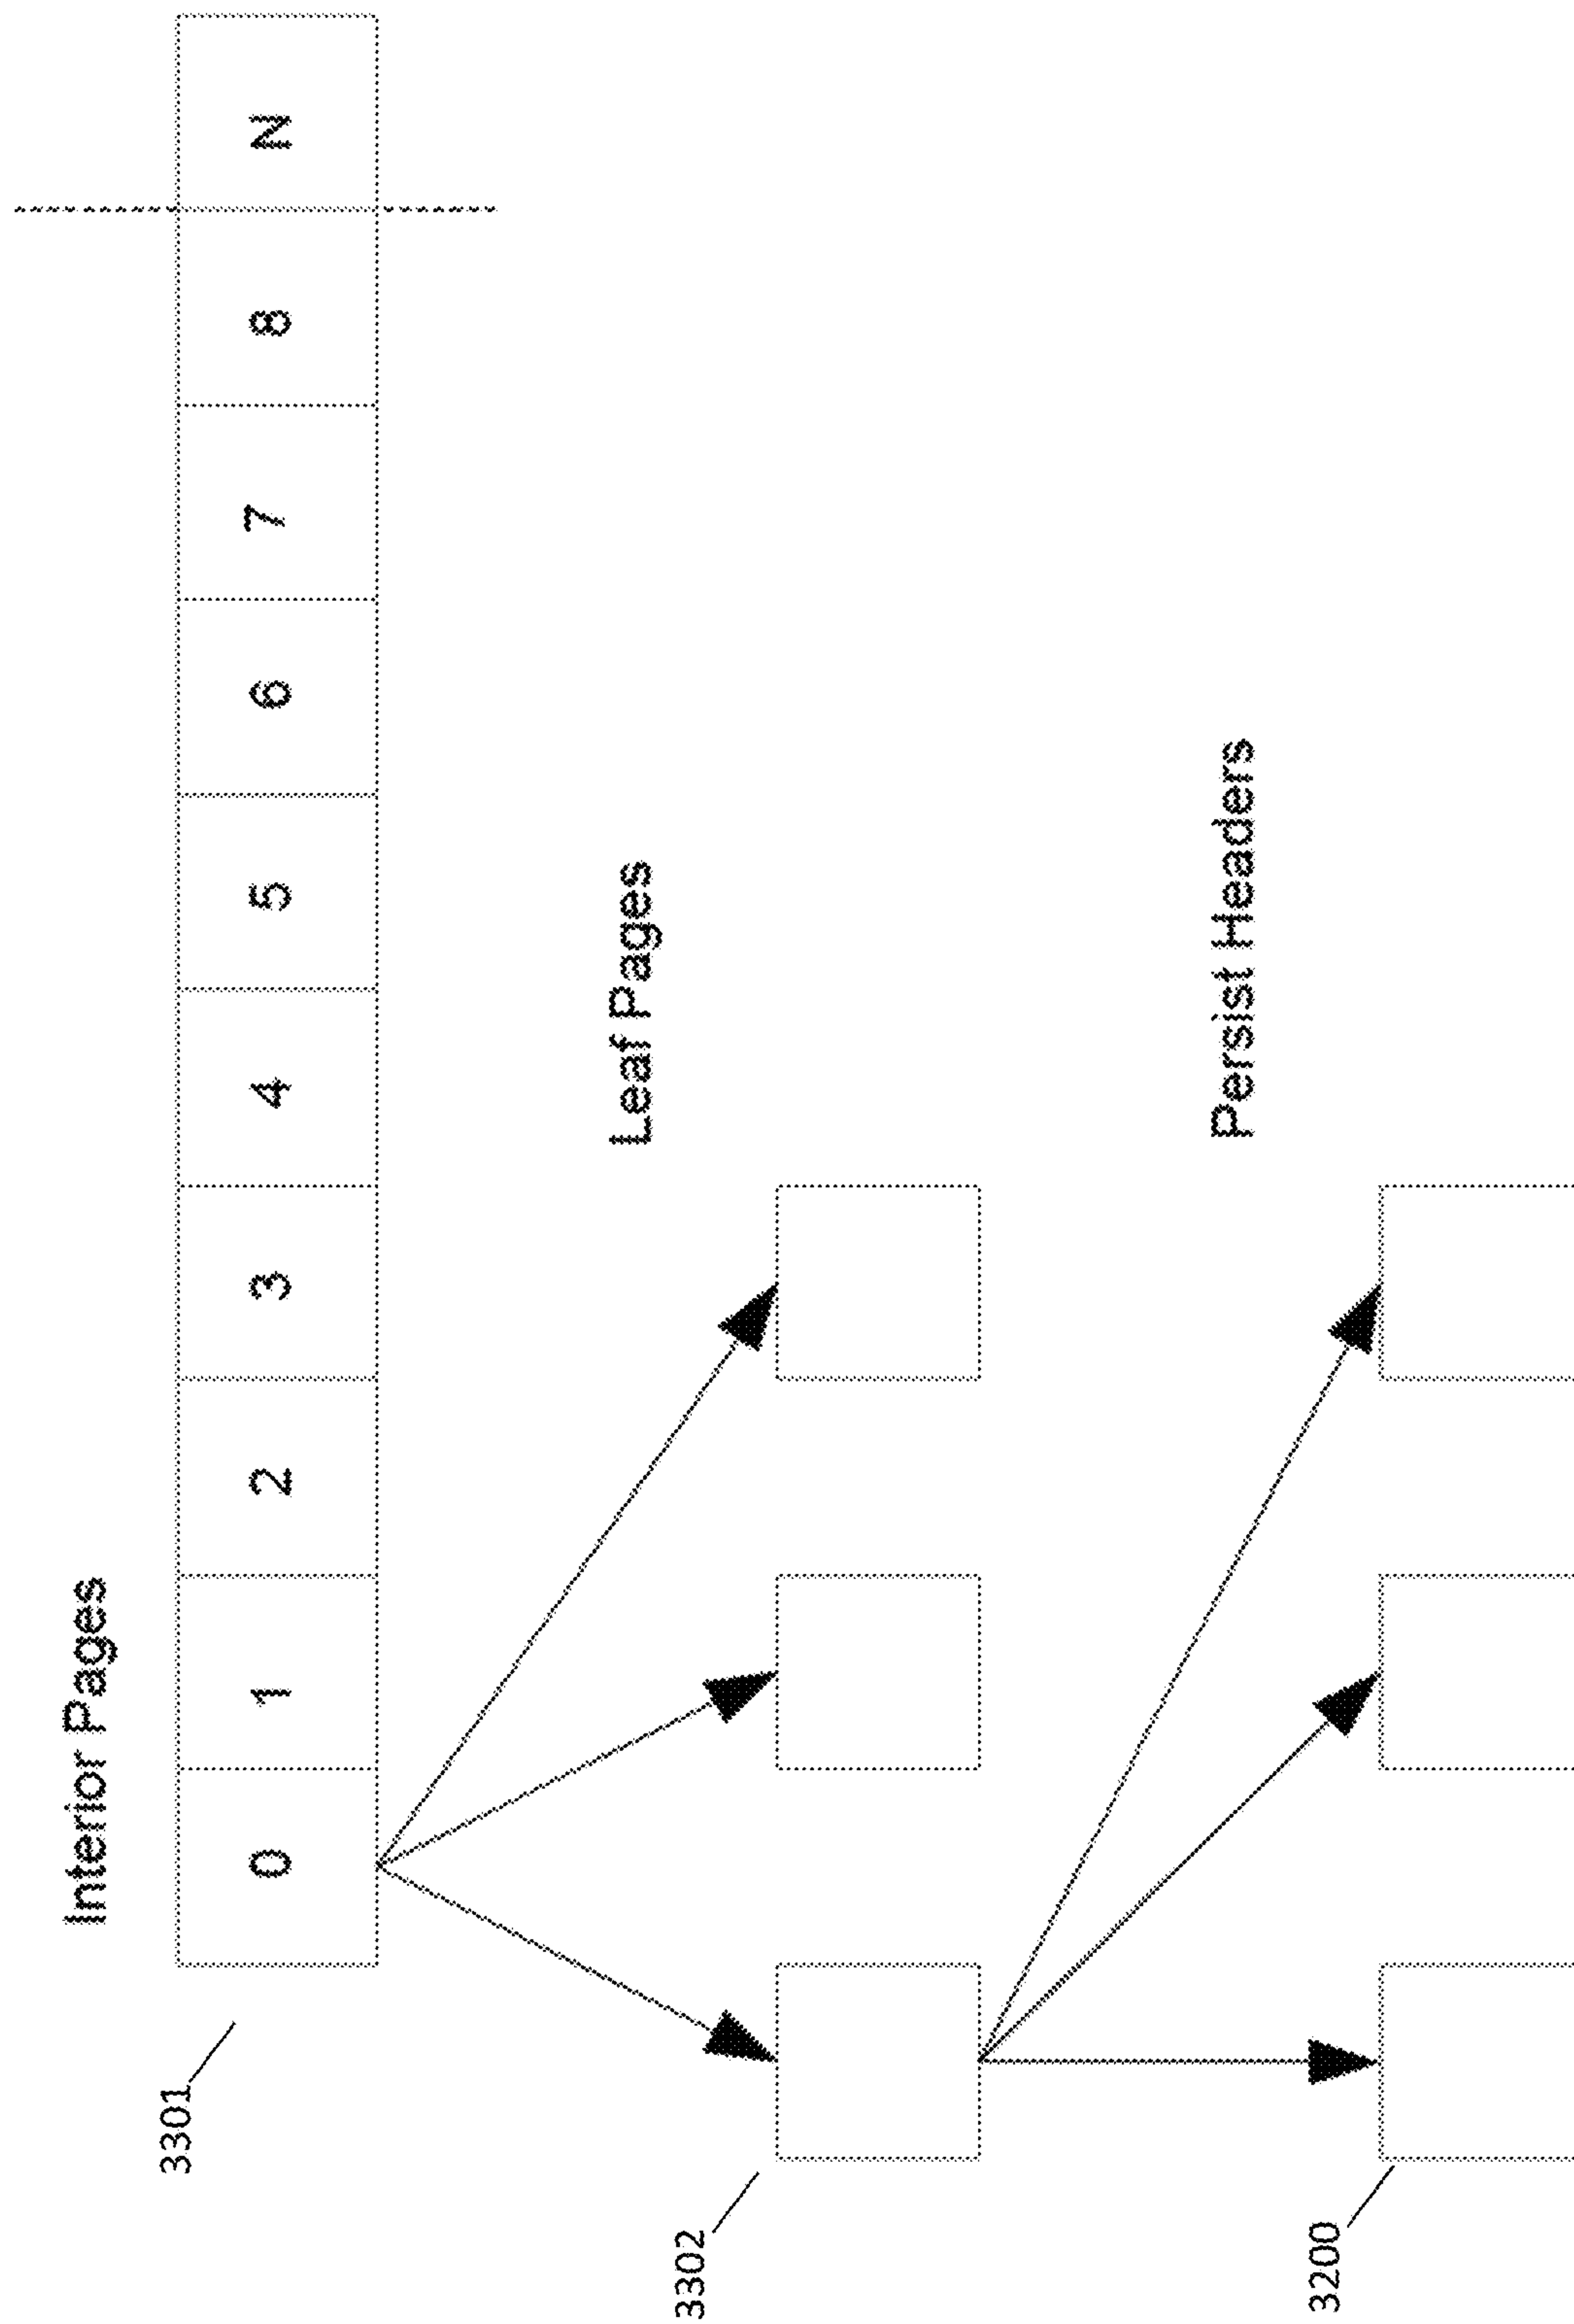 Interior Pages
3301
0 1 2 3 4 5 6 7 8 N
Leaf Pages
3302
Persist Headers
3200